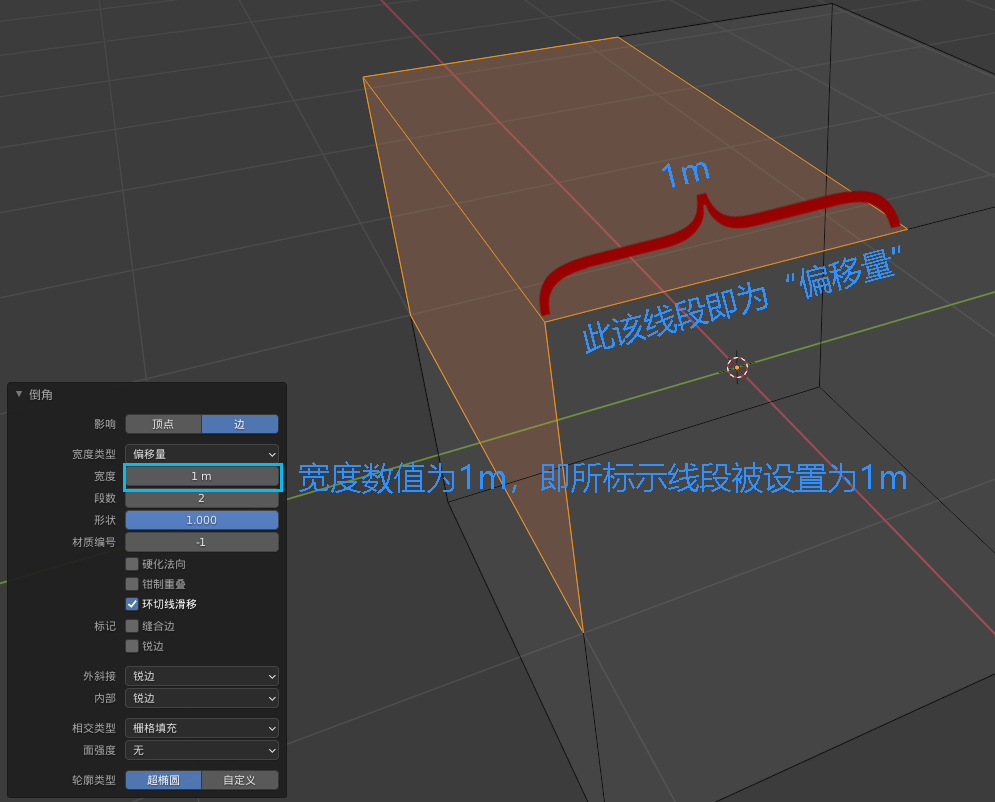 1m
此该线段即为“偏移量”
倒角
影响 顶点 边
宽度类型 偏移量
宽度 1 m
宽度数值为1m，即所标示线段被设置为1m
段数 2
形状 1.000
材质编号 -1
硬化法向
钳制重叠
环切线滑移
标记 缝合边
锐边
外斜接 锐边
内部 锐边
相交类型 栅格填充
面强度 无
轮廓类型 超椭圆 自定义